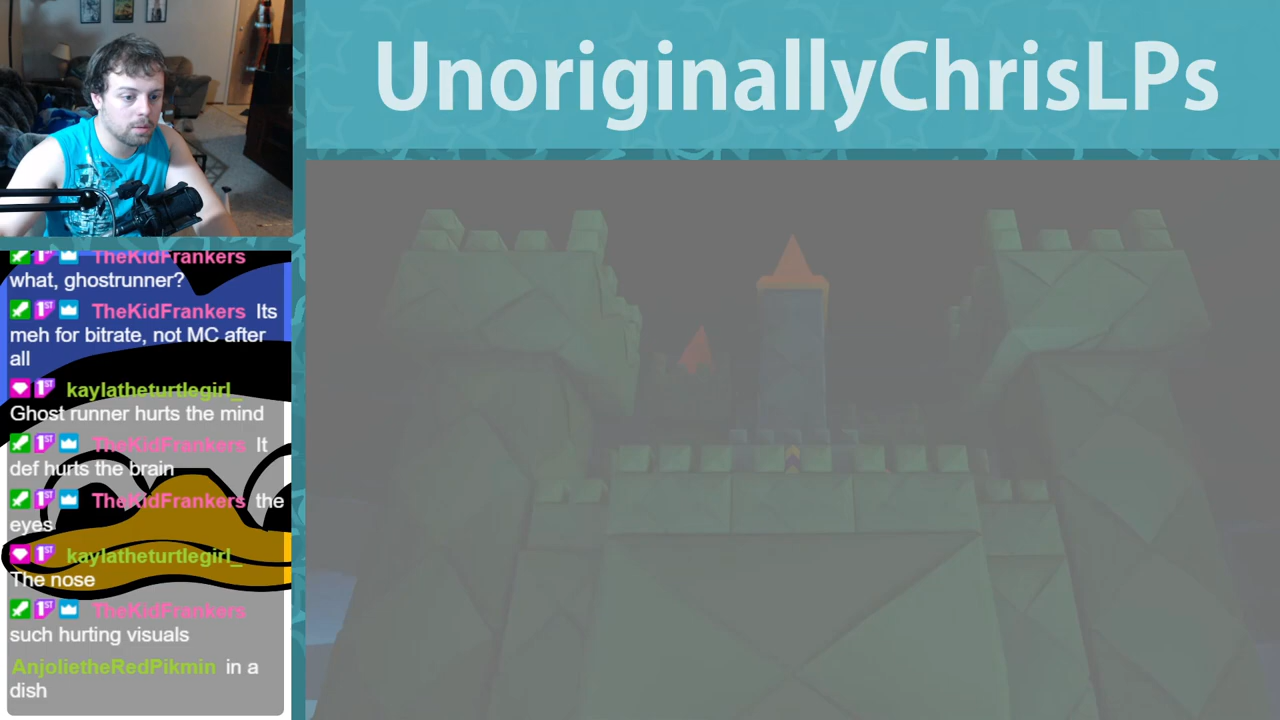 UnoriginallyChrisLPs
TheKidFrankers
what, ghostrunner?
TheKidFrankers Its
meh for bitrate, not MC after
all
kaylatheturtlegirl_
Ghost runner hurts the mind
TheKidFrankers It
def hurts the brain
TheKidFrankers the
eyes
kaylatheturtlegirl_
The nose
TheKidFrankers
such hurting visuals
AnjolietheRedPikmin in a
dish